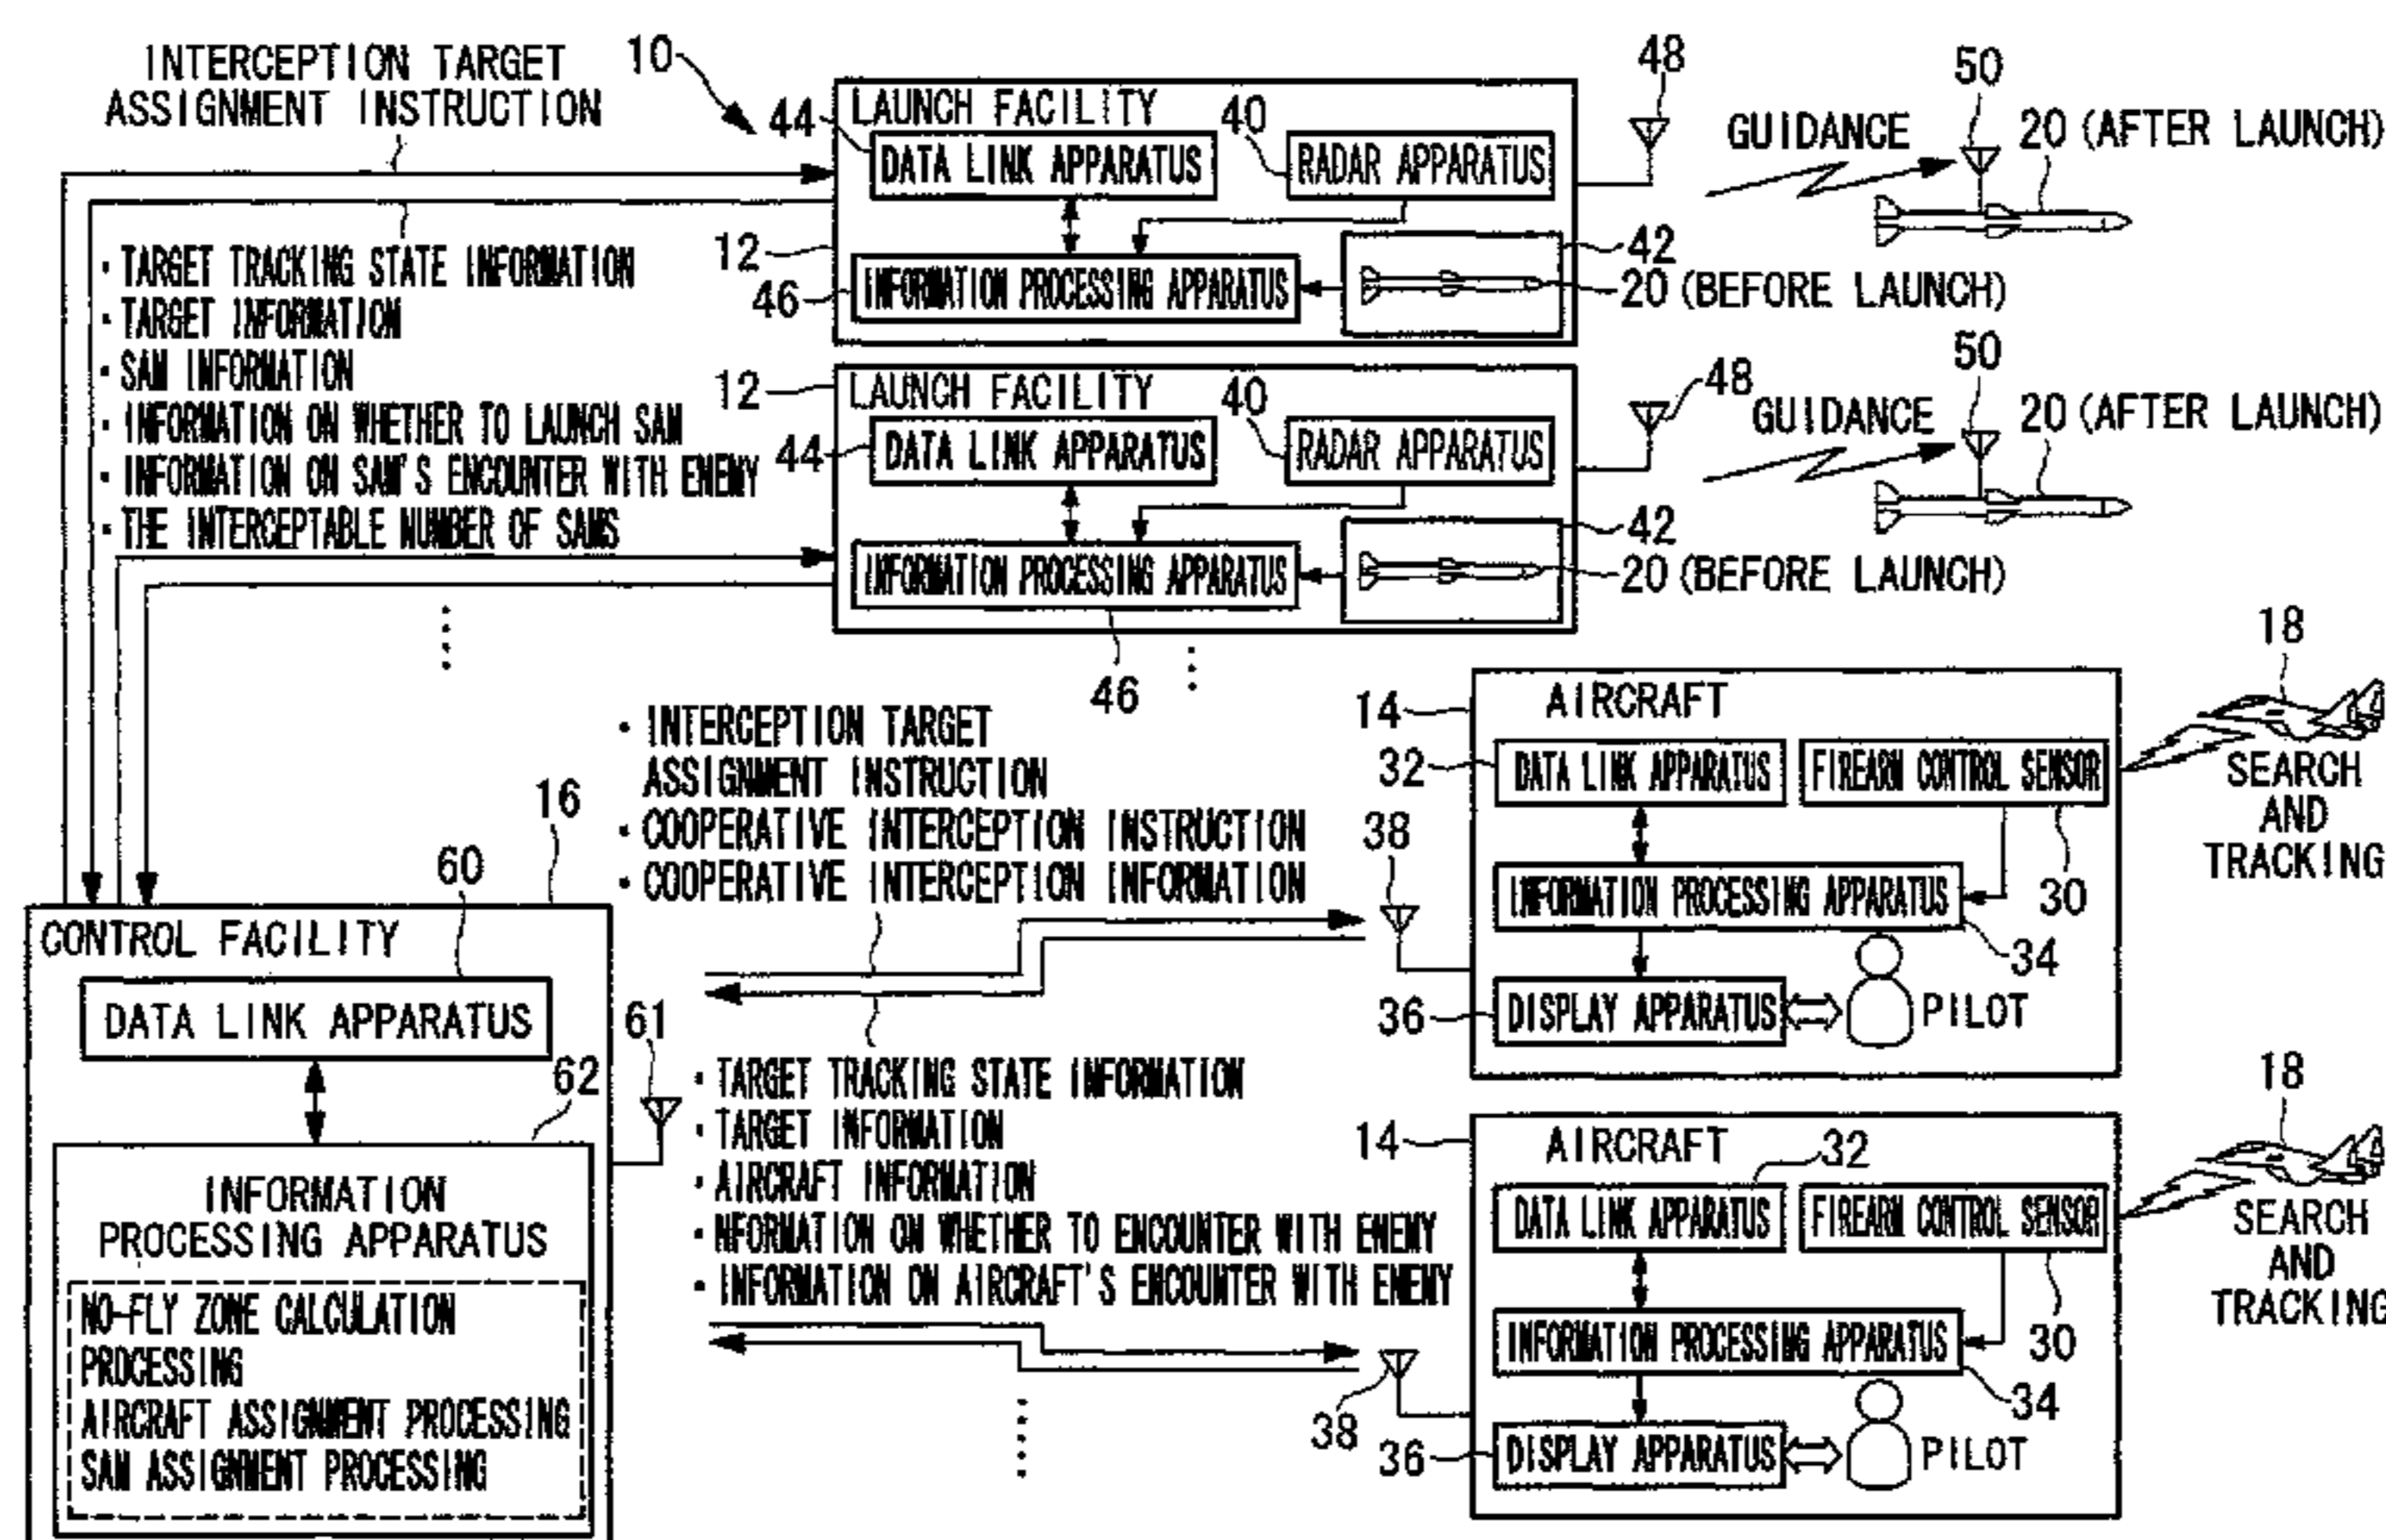 INTERCEPTION TARGET
ASSIGNMENT INSTRUCTION
10
LAUNCH FACILITY
44
DATA LINK APPARATUS
40
RADAR APPARATUS
48
GUIDANCE
50
20 (AFTER LAUNCH)
12
46
INFORMATION PROCESSING APPARATUS
42
20 (BEFORE LAUNCH)
· TARGET TRACKING STATE INFORMATION
· TARGET INFORMATION
· SAM INFORMATION
· INFORMATION ON WHETHER TO LAUNCH SAM
· INFORMATION ON SAM'S ENCOUNTER WITH ENEMY
· THE INTERCEPTABLE NUMBER OF SAMS
12
LAUNCH FACILITY
44
DATA LINK APPARATUS
40
RADAR APPARATUS
48
GUIDANCE
50
20 (AFTER LAUNCH)
INFORMATION PROCESSING APPARATUS
42
20 (BEFORE LAUNCH)
46
· INTERCEPTION TARGET
ASSIGNMENT INSTRUCTION
· COOPERATIVE INTERCEPTION INSTRUCTION
· COOPERATIVE INTERCEPTION INFORMATION
14
AIRCRAFT
32
DATA LINK APPARATUS
FIREARM CONTROL SENSOR
18
SEARCH
AND
TRACKING
38
INFORMATION PROCESSING APPARATUS
30
34
36
DISPLAY APPARATUS
PILOT
16
CONTROL FACILITY
60
DATA LINK APPARATUS
61
62
INFORMATION
PROCESSING APPARATUS
NO-FLY ZONE CALCULATION
PROCESSING
AIRCRAFT ASSIGNMENT PROCESSING
SAM ASSIGNMENT PROCESSING
· TARGET TRACKING STATE INFORMATION
· TARGET INFORMATION
· AIRCRAFT INFORMATION
· NFORMATION ON WHETHER TO ENCOUNTER WITH ENEMY
· INFORMATION ON AIRCRAFT'S ENCOUNTER WITH ENEMY
14
AIRCRAFT
32
DATA LINK APPARATUS
FIREARM CONTROL SENSOR
18
SEARCH
AND
TRACKING
38
INFORMATION PROCESSING APPARATUS
30
34
36
DISPLAY APPARATUS
PILOT